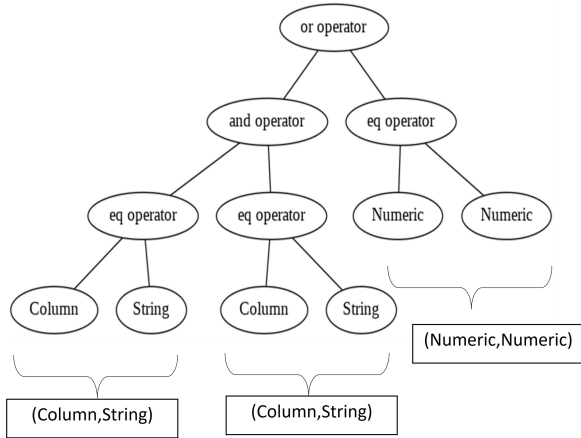 or operator
and operator
eq operator
eq operator
eq operator
Numeric
Numeric
Column
String
Column
String
(Numeric,Numeric)
(Column,String)
(Column,String)